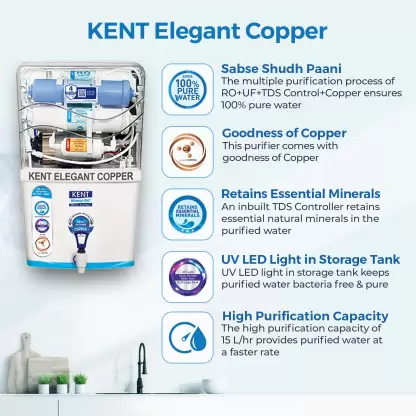 KENT Elegant Copper
KENT ELEGANT COPPER
KENT
100%
PURE
WATER
Sabse Shudh Paani
The multiple purification process of
RO+UF+TDS Control+Copper ensures
100% pure water
Goodness of Copper
This purifier comes with
goodness of Copper
RETAINS
ESSENTIAL
MINERALS
Retains Essential Minerals
An inbuilt TDS Controller retains
essential natural minerals in the
purified water
UV LED Light in Storage Tank
UV LED light in storage tank keeps
purified water bacteria free & pure
High Purification Capacity
The high purification capacity of
15 L/hr provides purified water at
a faster rate